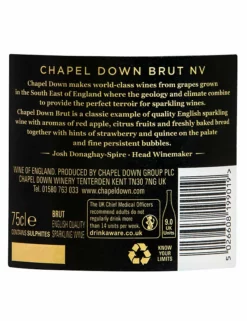 CHAPEL DOWN BRUT NV
Chapel Down makes world-class wines from grapes grown
in the South East of England where the geology and climate combine
to provide the perfect terroir for sparkling wines.
Chapel Down Brut is a classic example of quality English sparkling
wine with aromas of red apple, citrus fruits and freshly baked bread
together with hints of strawberry and quince on the palate
and fine persistent bubbles.
- Josh Donaghay-Spire - Head Winemaker -
WINE OF ENGLAND. PRODUCED BY CHAPEL DOWN GROUP PLC
CHAPEL DOWN WINERY TENTERDEN KENT TN30 7NG UK
Tel 01580 763 033 www.chapeldown.com
75cl e
CONTAINS SULPHITES
BRUT
ENGLISH QUALITY
SPARKLING WINE
The UK Chief Medical Officers
recommend adults do not
regularly drink more than
14 units per week.
drinkaware.co.uk
9.0
UK
Units
KNOW
YOUR
LIMITS
5 026608 199019 >